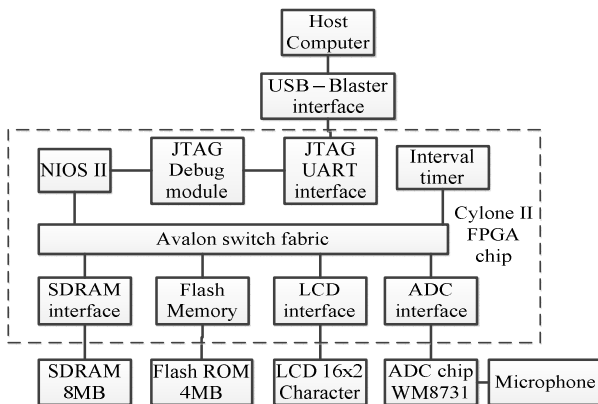 Host
Computer
USB – Blaster
interface
NIOS II
JTAG
Debug
module
JTAG
UART
interface
Interval
timer
Cylone II
FPGA
chip
Avalon switch fabric
SDRAM
interface
Flash
Memory
LCD
interface
ADC
interface
SDRAM
8MB
Flash ROM
4MB
LCD 16x2
Character
ADC chip
WM8731
Microphone